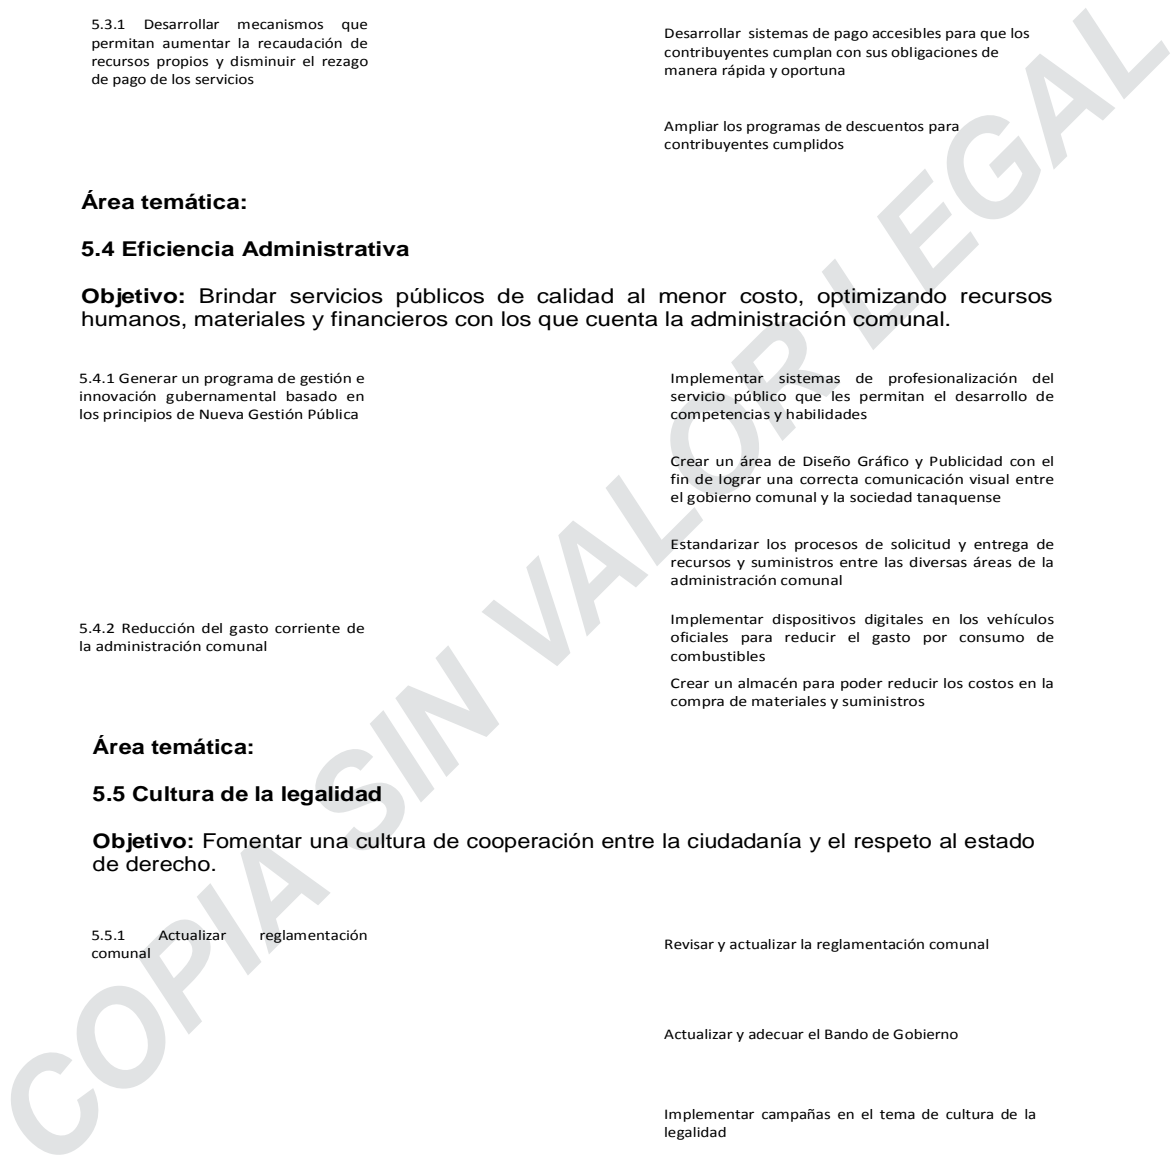 5.3.1 Desarrollar mecanismos que
permitan aumentar la recaudación de
recursos propios y disminuir el rezago
de pago de los servicios
Desarrollar sistemas de pago accesibles para que los
contribuyentes cumplan con sus obligaciones de
manera rápida y oportuna
Ampliar los programas de descuentos para
contribuyentes cumplidos
Área temática:
5.4 Eficiencia Administrativa
Objetivo: Brindar servicios públicos de calidad al menor costo, optimizando recursos
humanos, materiales y financieros con los que cuenta la administración comunal.
5.4.1 Generar un programa de gestión e
innovación gubernamental basado en
los principios de Nueva Gestión Pública
Implementar sistemas de profesionalización del
servicio público que les permitan el desarrollo de
competencias y habilidades
Crear un área de Diseño Gráfico y Publicidad con el
fin de lograr una correcta comunicación visual entre
el gobierno comunal y la sociedad tanaquense
Estandarizar los procesos de solicitud y entrega de
recursos y suministros entre las diversas áreas de la
administración comunal
5.4.2 Reducción del gasto corriente de
la administración comunal
Implementar dispositivos digitales en los vehículos
oficiales para reducir el gasto por consumo de
combustibles
Crear un almacén para poder reducir los costos en la
compra de materiales y suministros
Área temática:
5.5 Cultura de la legalidad
Objetivo: Fomentar una cultura de cooperación entre la ciudadanía y el respeto al estado
de derecho.
5.5.1 Actualizar reglamentación
comunal
Revisar y actualizar la reglamentación comunal
Actualizar y adecuar el Bando de Gobierno
Implementar campañas en el tema de cultura de la
legalidad
COPIA SIN VALOR LEGAL